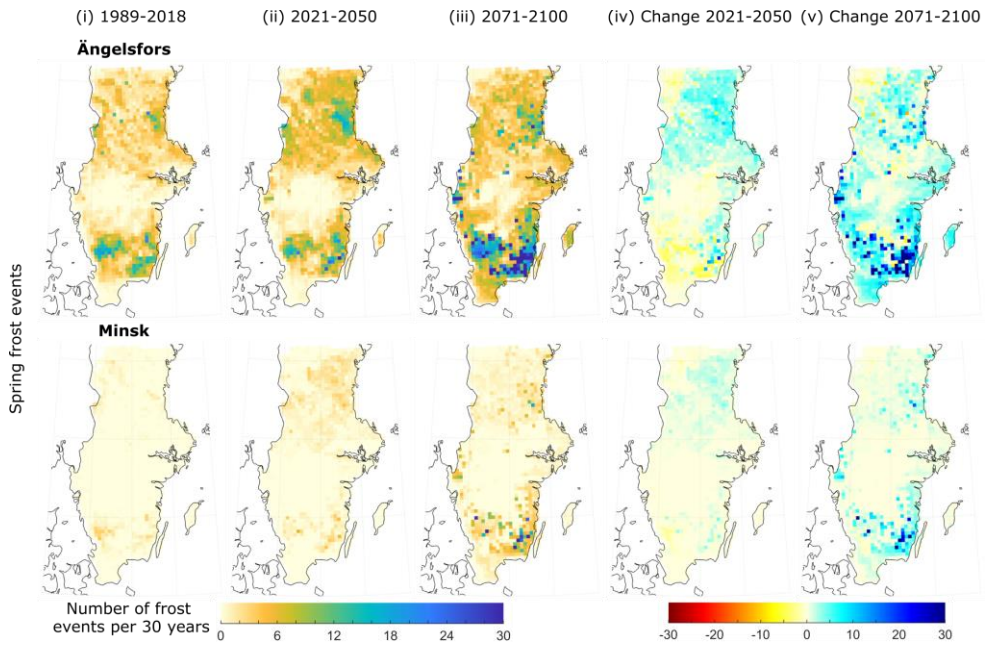 (i) 1989-2018 (ii) 2021-2050 (iii) 2071-2100 (iv) Change 2021-2050 (v) Change 2071-2100
Ängelsfors
Spring frost events
Minsk
Number of frost
events per 30 years
0 6 12 18 24 30
-30 -20 -10 0 10 20 30